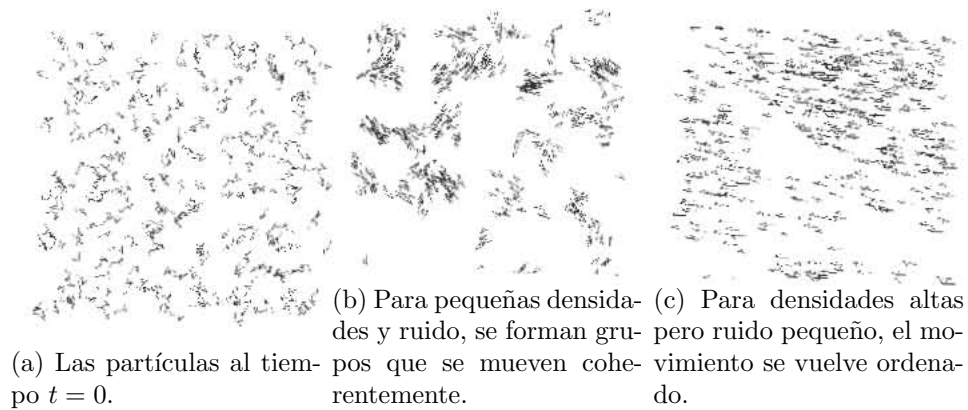 (a) Las partículas al tiem-
po t = 0.
(b) Para pequeñas densida-
des y ruido, se forman gru-
pos que se mueven cohe-
rentemente.
(c) Para densidades altas
pero ruido pequeño, el mo-
vimiento se vuelve ordena-
do.